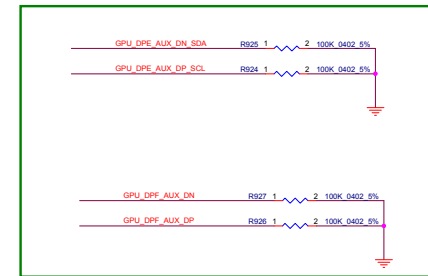 GPU_DPE_AUX_DN_SDA R925 1 2 100K_0402_5%
GPU_DPE_AUX_DP_SCL R924 1 2 100K_0402_5%
GPU_DPF_AUX_DN R927 1 2 100K_0402_5%
GPU_DPF_AUX_DP R926 1 2 100K_0402_5%